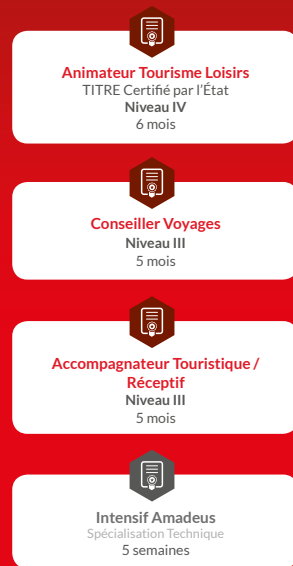 Animateur Tourisme Loisirs
TITRE Certifié par l'État
Niveau IV
6 mois
Conseiller Voyages
Niveau III
5 mois
Accompagnateur Touristique /
Réceptif
Niveau III
5 mois
Intensif Amadeus
Spécialisation Technique
5 semaines